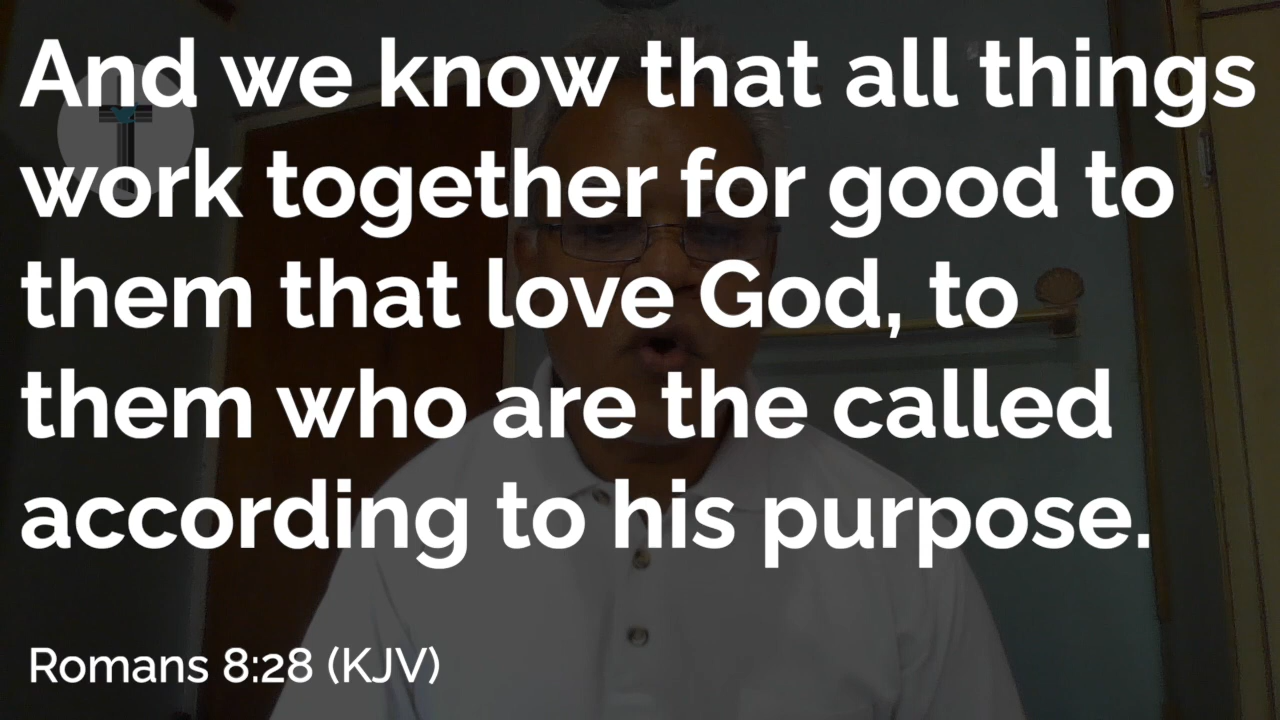 And we know that all things
work together for good to
them that love God, to
them who are the called
according to his purpose.
Romans 8:28 (KJV)